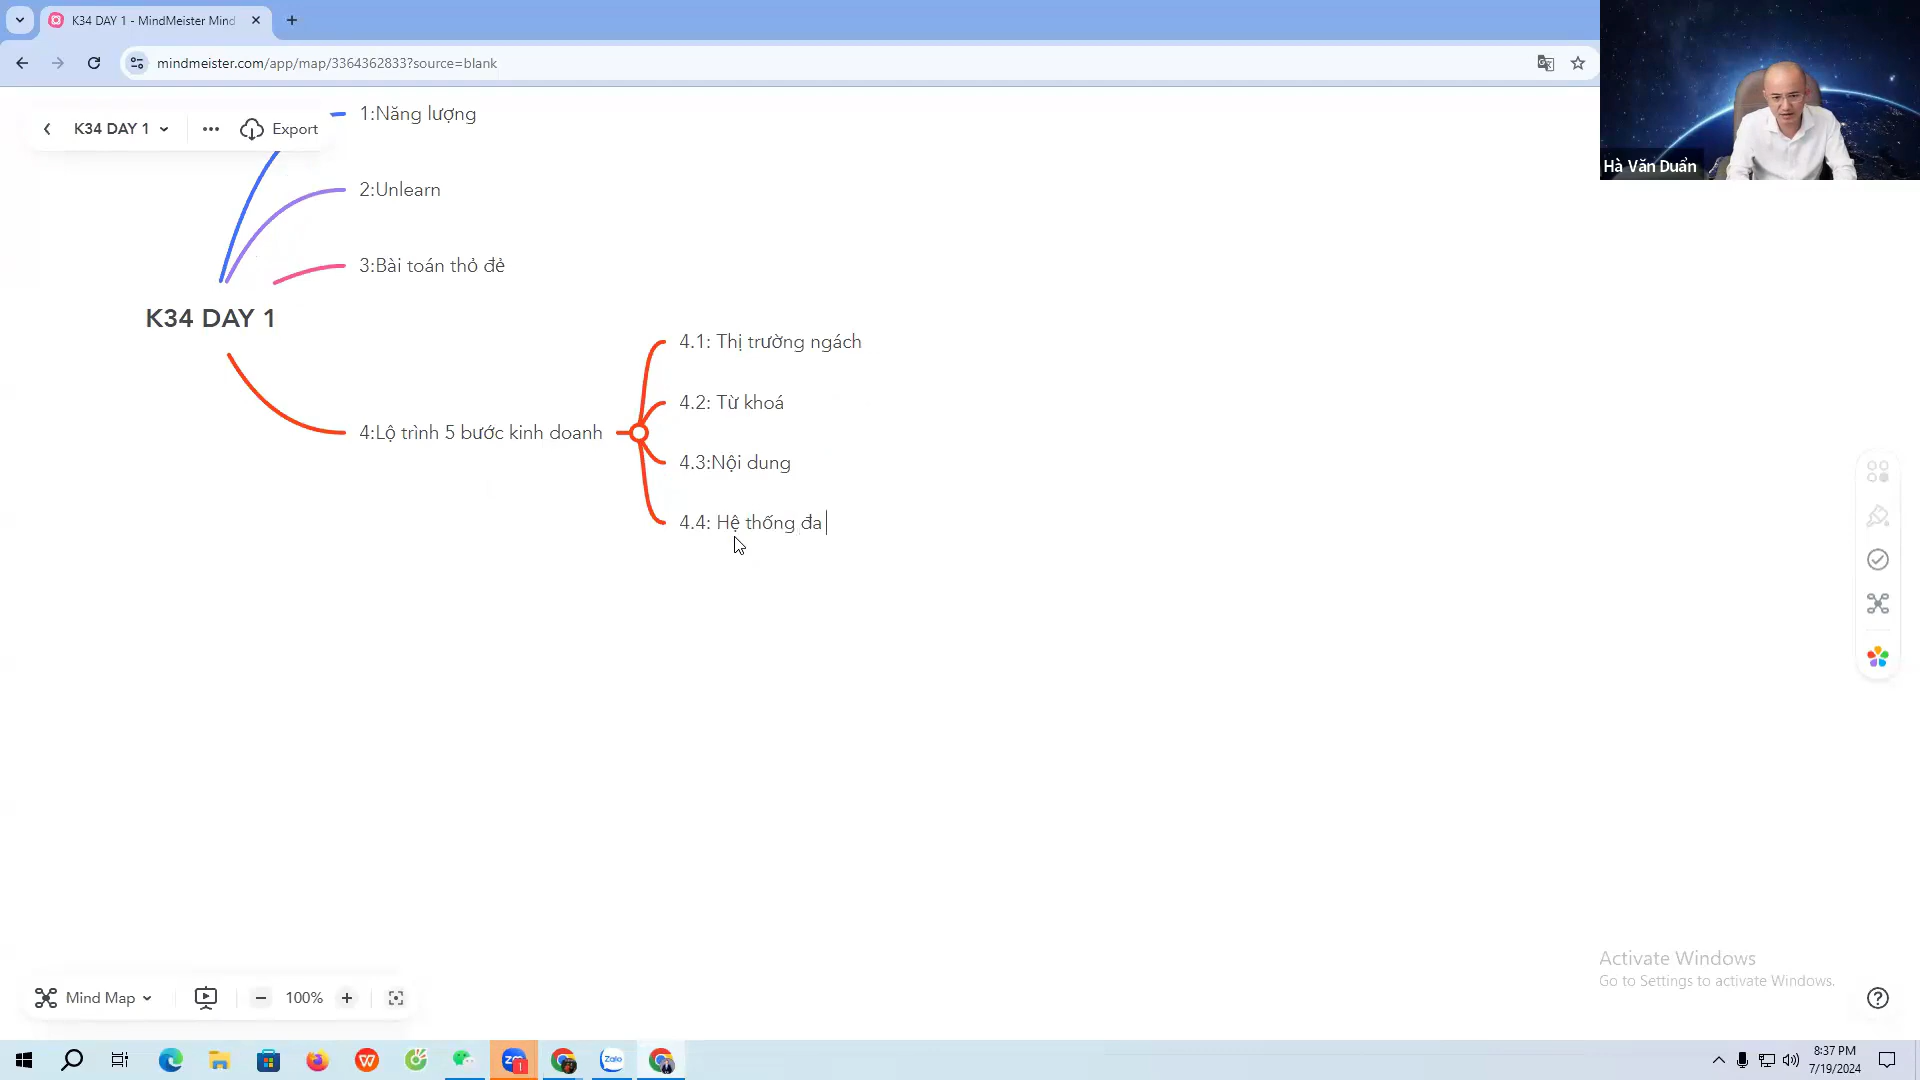 K34 DAY 1 - MindMeister Mind
mindmeister.com/app/map/3364362833?source=blank
K34 DAY 1
Export
1:Năng lượng
2:Unlearn
3:Bài toán thỏ đẻ
K34 DAY 1
4:Lộ trình 5 bước kinh doanh
4.1: Thị trường ngách
4.2: Từ khoá
4.3:Nội dung
4.4: Hệ thống đa
Hà Văn Duẩn
Activate Windows
Go to Settings to activate Windows.
Mind Map
100%
Zalo
8:37 PM
7/19/2024